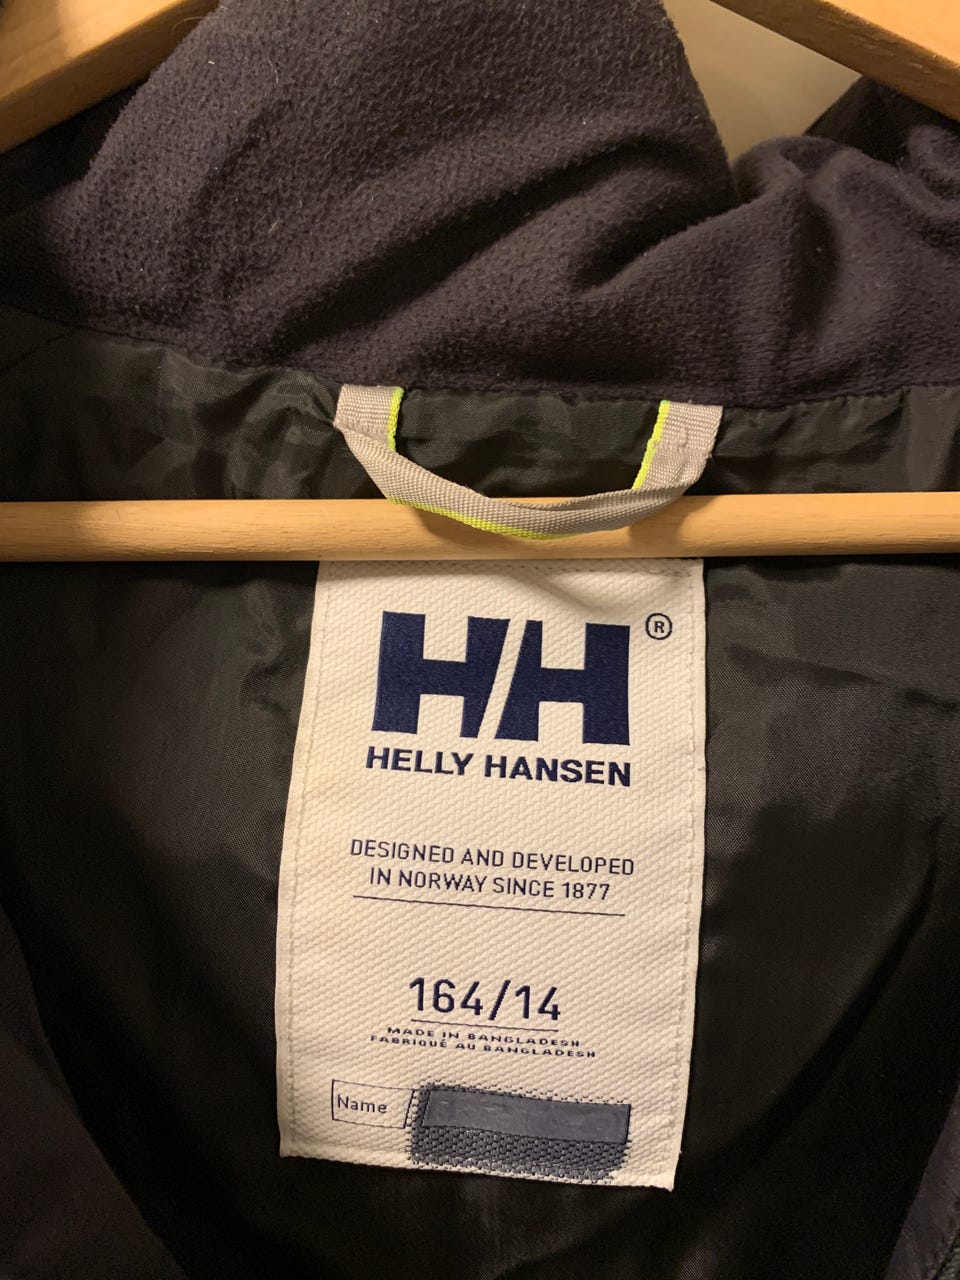 HH®
HELLY HANSEN
DESIGNED AND DEVELOPED
IN NORWAY SINCE 1877
164/14
MADE IN BANGLADESH
FABRIQUÉ AU BANGLADESH
Name